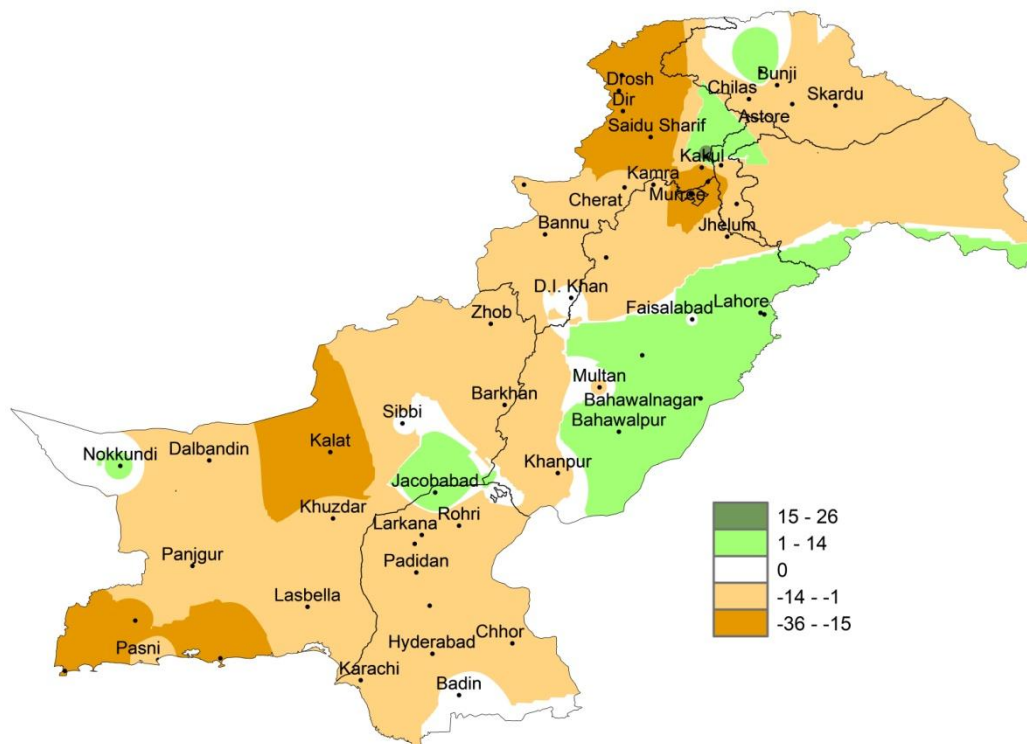 Drosh
Bunji
Dir
Chilas
Skardu
Astore
Saidu Sharif
Kakul
Kamra
Cherat
Murree
Bannu
Jhelum
D.I. Khan
Zhob
Faisalabad
Lahore
Multan
Barkhan
Bahawalnagar
Sibbi
Bahawalpur
Dalbandin
Kalat
Nokkundi
Khanpur
Jacobabad
Khuzdar
Larkana
Rohri
Panjgur
Padidan
Lasbella
Pasni
Hyderabad
Chhor
Karachi
Badin
15 - 26
1 - 14
0
-14 - -1
-36 - -15